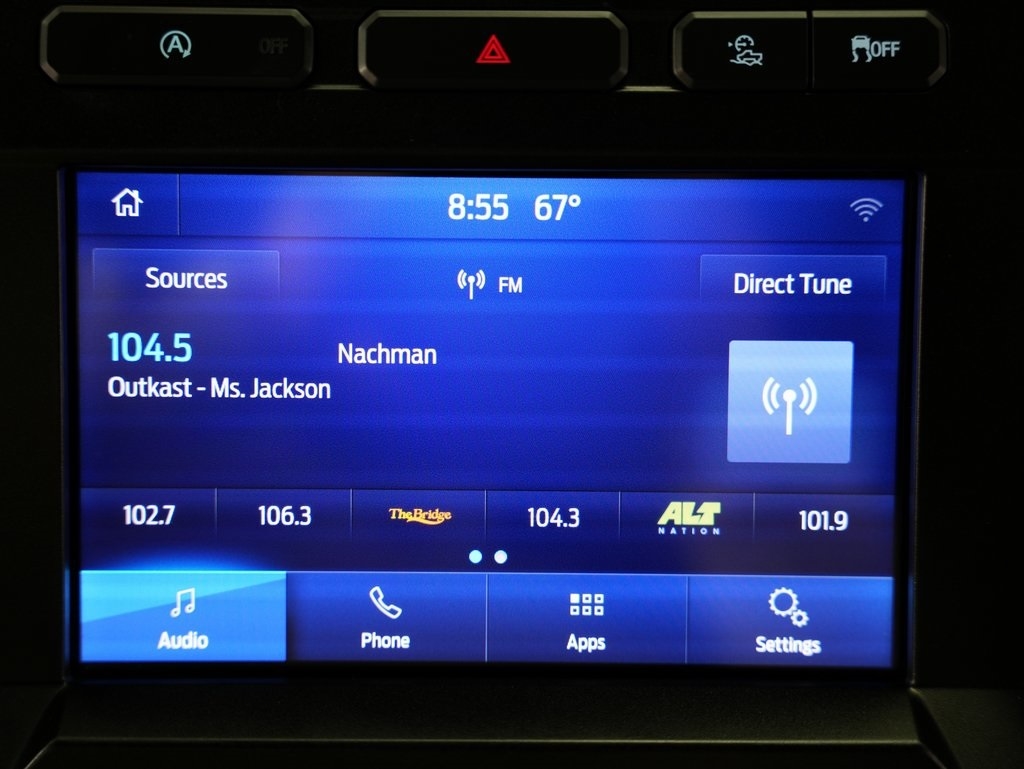 A OFF
OFF
8:55 67°
Sources FM Direct Tune
104.5 Nachman
Outkast - Ms. Jackson
102.7 106.3 The Bridge 104.3 ALT NATION 101.9
Audio Phone Apps Settings